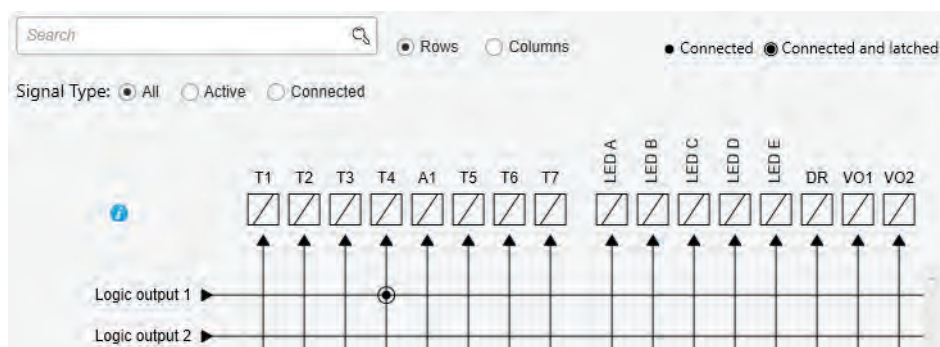 Search
Rows Columns Connected Connected and latched
Signal Type: All Active Connected
T1 T2 T3 T4 A1 T5 T6 T7 LED A LED B LED C LED D LED E DR VO1 VO2
i
Logic output 1
Logic output 2